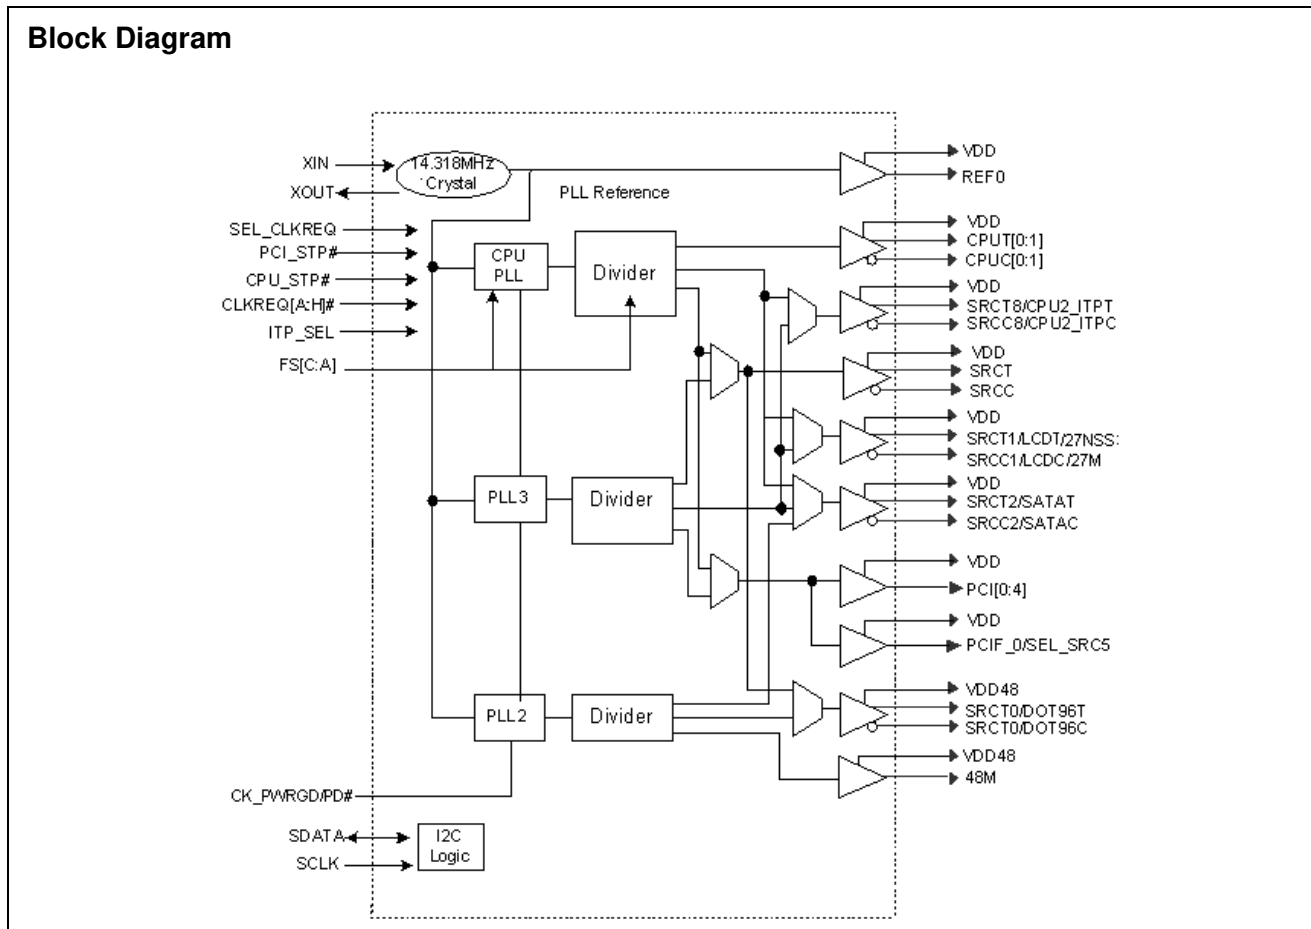 Block Diagram
14.318MHz
Crystal
PLL Reference
XIN
XOUT
SEL_CLKREQ
PCI_STP#
CPU_STP#
CLKREQ[A:H]#
ITP_SEL
FS[C:A]
CPU
PLL
Divider
PLL3
Divider
PLL2
Divider
CK_PWRGD/PD#
SDATA
SCLK
I2C
Logic
VDD
REF0
VDD
CPUT[0:1]
CPUC[0:1]
VDD
SRCT8/CPU2_ITPT
SRCC8/CPU2_ITPC
VDD
SRCT
SRCC
VDD
SRCT1/LCDT/27NSS
SRCC1/LCDC/27M
VDD
SRCT2/SATAT
SRCC2/SATAC
VDD
PCI[0:4]
VDD
PCIF_0/SEL_SRC5
VDD48
SRCT0/DOT96T
SRCT0/DOT96C
VDD48
48M